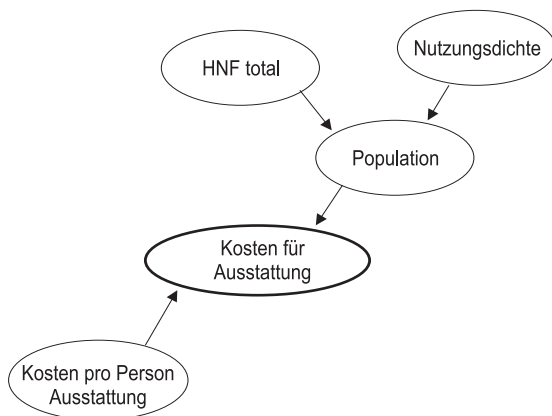 Nutzungsdichte
HNF total
Population
Kosten für
Ausstattung
Kosten pro Person
Ausstattung